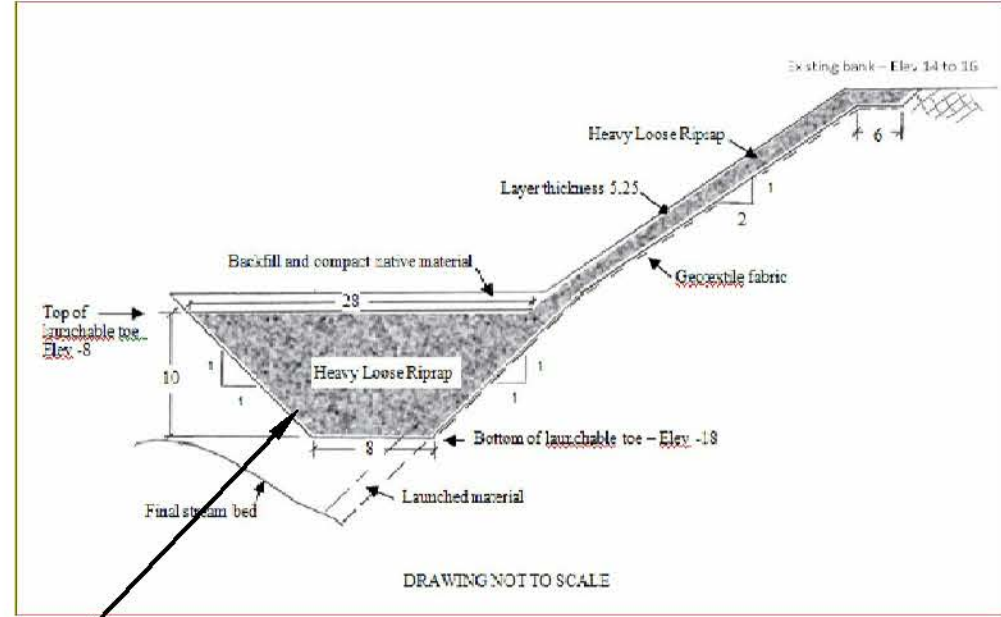 Existing bank – Elev 14 to 16
Heavy Loose Riprap
6
Layer thickness 5.25
1
2
Backfill and compact native material
Geotextile fabric
28
Top of
launchable toe
Elev -8
10
1
1
Heavy Loose Riprap
1
1
Bottom of launchable toe – Elev -18
8
Launched material
Final stream bed
DRAWING NOT TO SCALE